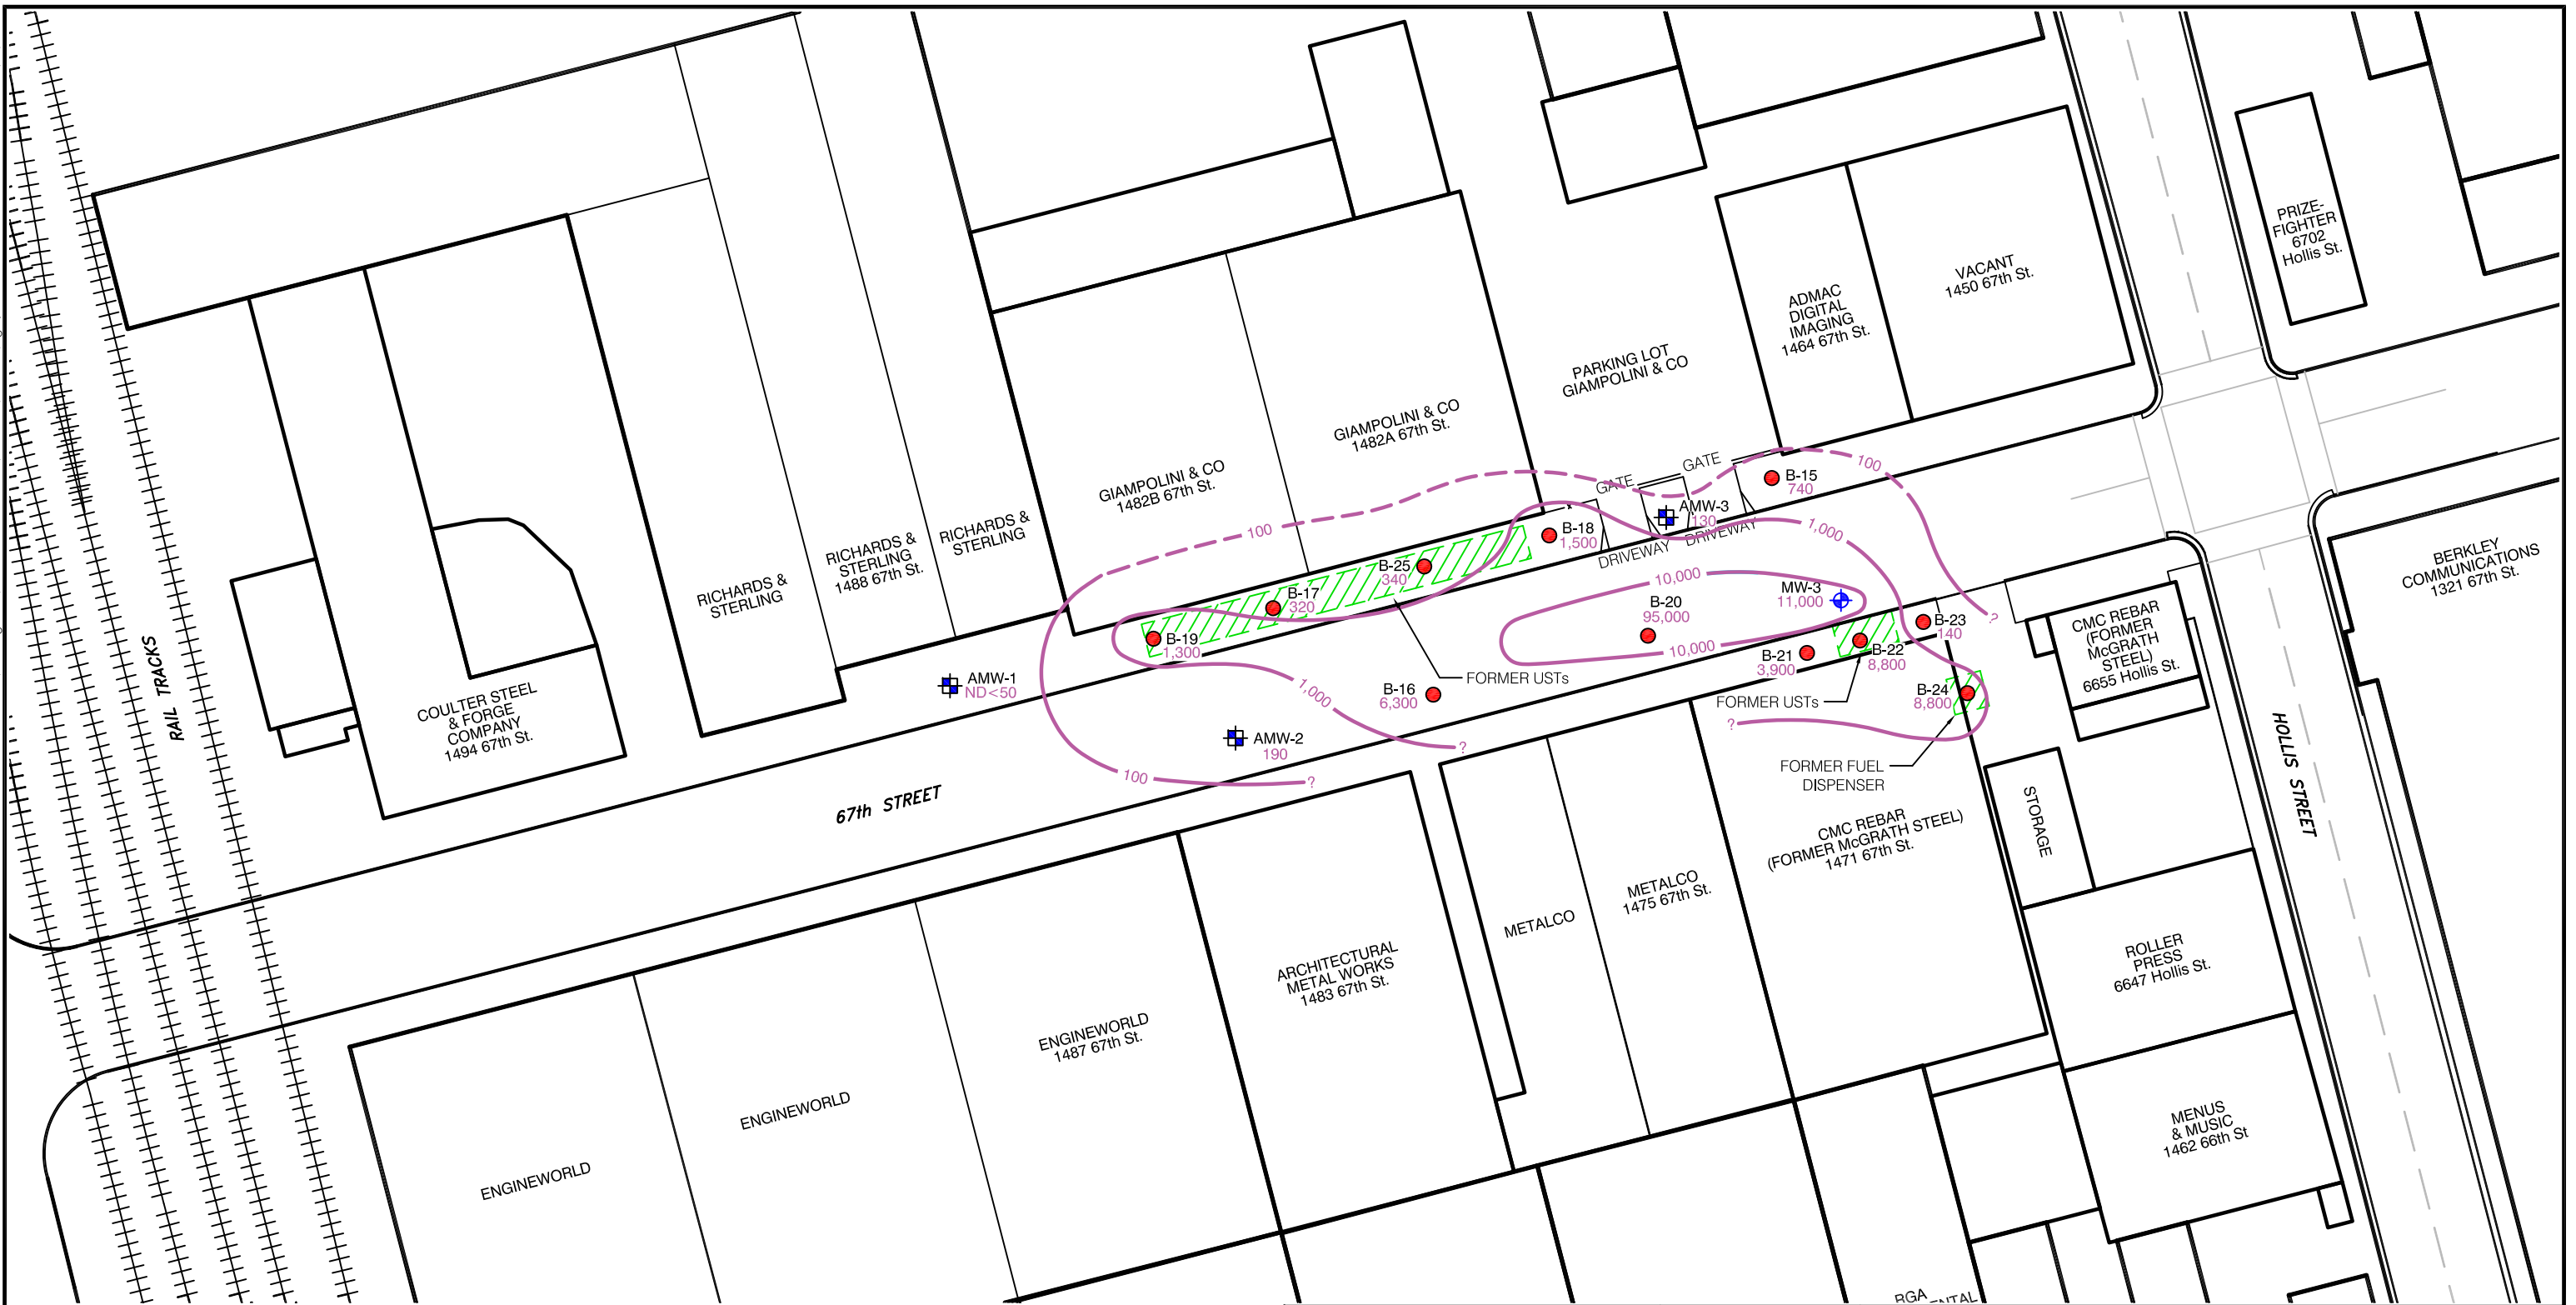 PRIZE-
FIGHTER
6702
Hollis St.
VACANT
1450 67th St.
ADMAC
DIGITAL
IMAGING
1464 67th St.
PARKING LOT
GIAMPOLINI & CO
GIAMPOLINI & CO
1482A 67th St.
GIAMPOLINI & CO
1482B 67th St.
RICHARDS &
STERLING
RICHARDS &
STERLING
1488 67th St.
RICHARDS &
STERLING
COULTER STEEL
& FORGE
COMPANY
1494 67th St.
RAIL TRACKS
GATE
GATE
100
B-15
740
AMW-3
130
DRIVEWAY
DRIVEWAY
1,000
100
B-18
1,500
B-25
340
B-17
320
B-19
1,300
10,000
B-20
95,000
10,000
MW-3
11,000
B-23
140
?
B-22
8,800
B-21
3,900
B-24
8,800
FORMER USTs
FORMER USTs
?
FORMER FUEL
DISPENSER
B-16
6,300
1,000
?
AMW-1
ND<50
AMW-2
190
100
?
67th STREET
BERKLEY
COMMUNICATIONS
1321 67th St.
CMC REBAR
(FORMER
McGRATH
STEEL)
6655 Hollis St.
HOLLIS STREET
STORAGE
CMC REBAR
(FORMER McGRATH STEEL)
1471 67th St.
METALCO
1475 67th St.
METALCO
ARCHITECTURAL
METAL WORKS
1483 67th St.
ENGINEWORLD
1487 67th St.
ENGINEWORLD
ENGINEWORLD
ROLLER
PRESS
6647 Hollis St.
MENUS
& MUSIC
1462 66th St
RGA